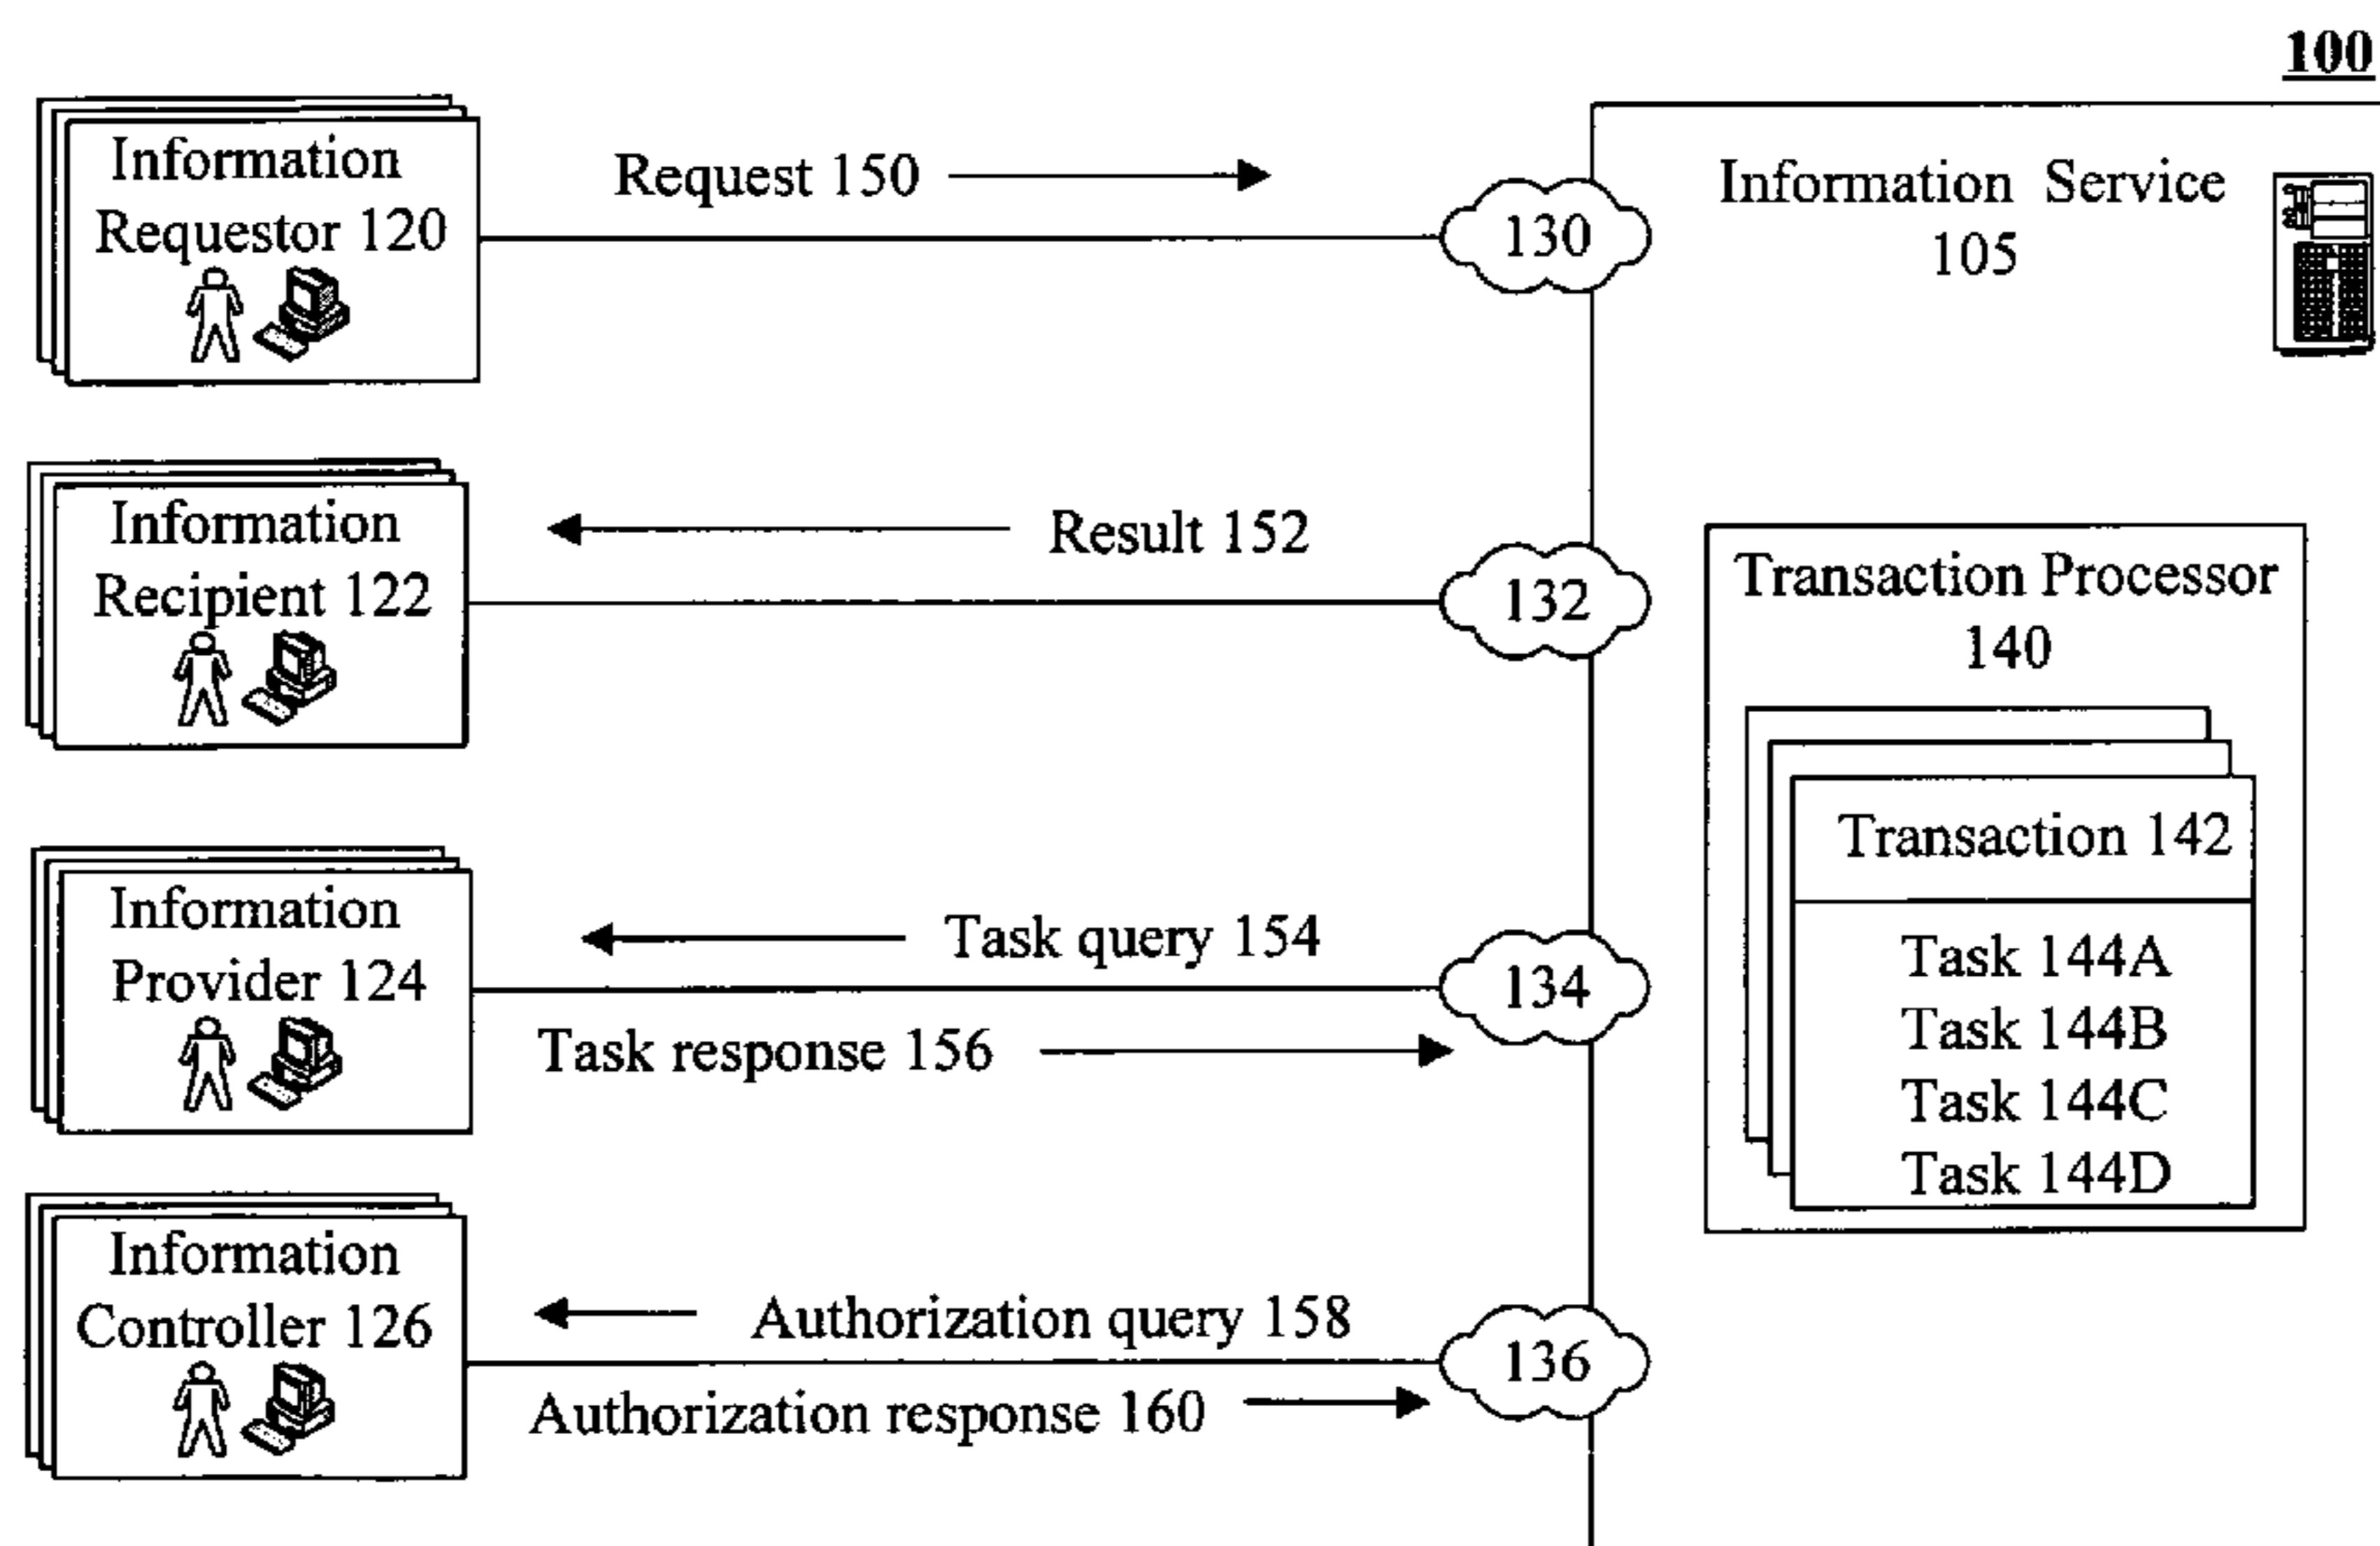 100
Information
Requestor 120
Request 150
130
Information Service
105
Information
Recipient 122
Result 152
132
Transaction Processor
140
Transaction 142
Task 144A
Task 144B
Task 144C
Task 144D
Information
Provider 124
Task query 154
134
Task response 156
Information
Controller 126
Authorization query 158
136
Authorization response 160